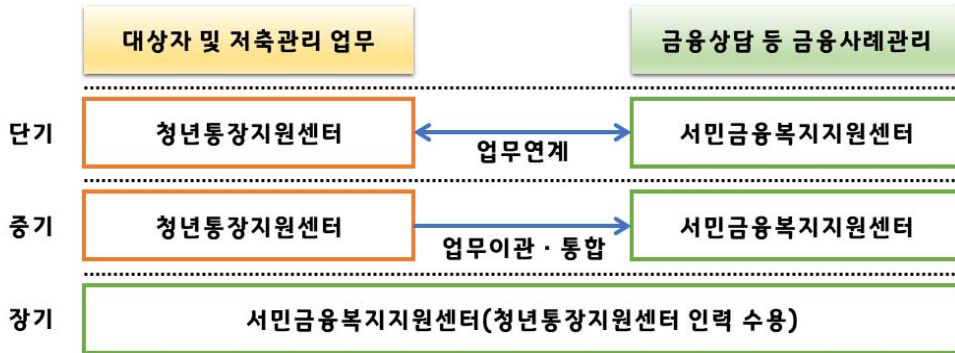 대상자 및 저축관리 업무
금융상담 등 금융사례관리
단기
청년통장지원센터
업무연계
서민금융복지지원센터
중기
청년통장지원센터
업무이관 · 통합
서민금융복지지원센터
장기
서민금융복지지원센터(청년통장지원센터 인력 수용)